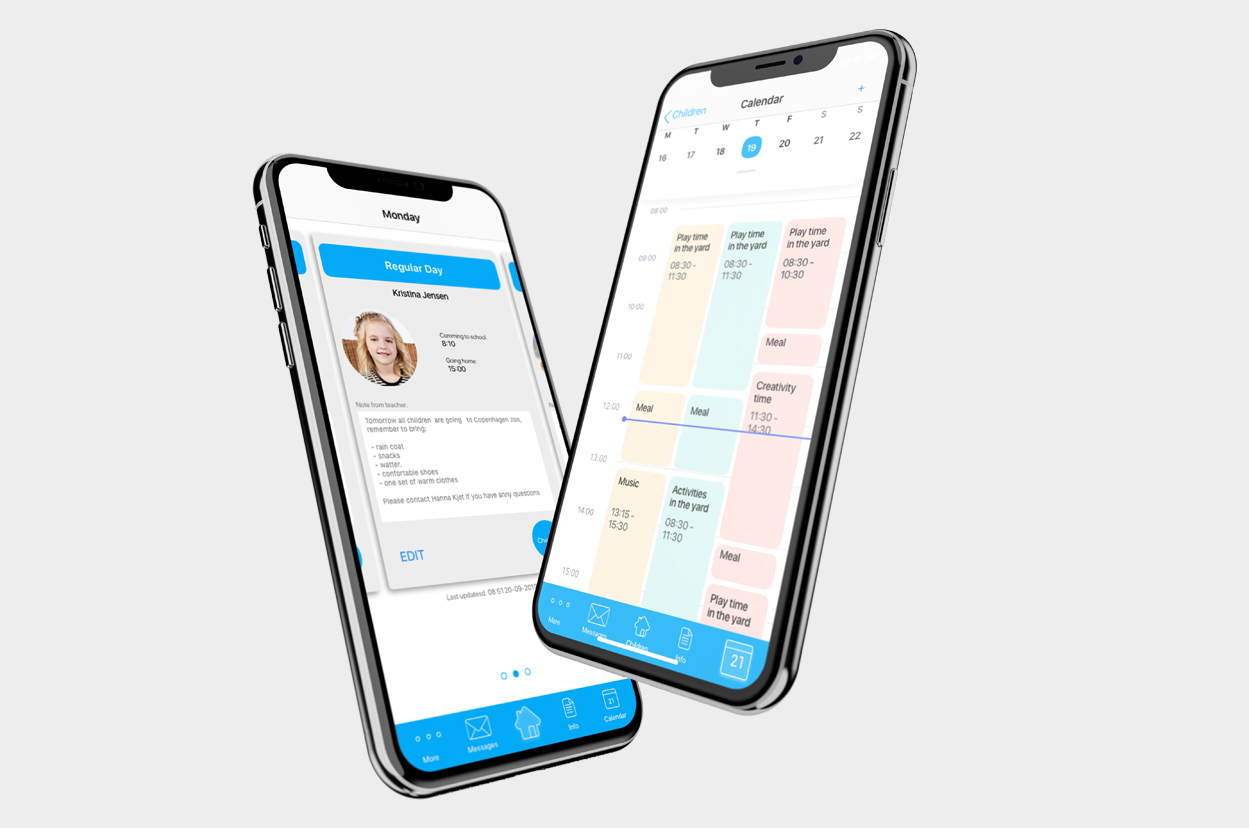 Monday
Regular Day
Kristina Jensen
Comming to school:
8:10
Going home:
15:00
Note from teacher:
Tomorrow all children are going to Copenhagen zoo,
remember to bring:
- rain coat
- snacks
- watter,
- confortable shoes
- one set of warm clothes
Please contact Hanna Kjet if you have anny questions
EDIT
Last updatesd: 08.51 20-09-201
More
Messages
Info
21
Calendar
Children
Calendar
+
M T W T F S S
16 17 18 19 20 21 22
08:00
09:00
10:00
11:00
12:00
13:00
14:00
15:00
Play time
in the yard
08:30 -
11:30
Meal
Music
13:15 -
15:30
Play time
in the yard
08:30 -
11:30
Meal
Activities
in the yard
08:30 -
11:30
Play time
in the yard
08:30 -
10:30
Meal
Creativity
time
11:30 -
14:30
Meal
Play time
in the yard
More
Messages
Children
Info
21